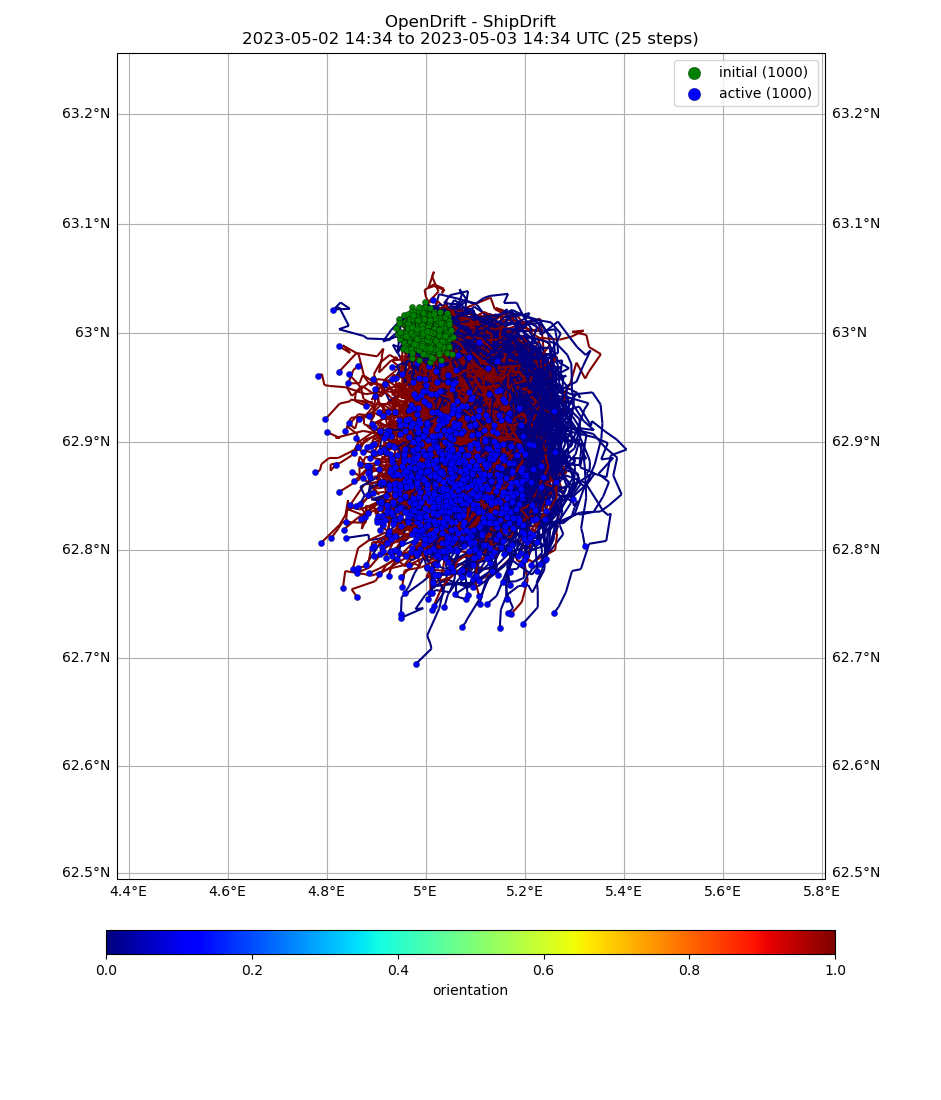 OpenDrift - ShipDrift
2023-05-02 14:34 to 2023-05-03 14:34 UTC (25 steps)
initial (1000)
active (1000)
63.2°N 63.2°N
63.1°N 63.1°N
63°N 63°N
62.9°N 62.9°N
62.8°N 62.8°N
62.7°N 62.7°N
62.6°N 62.6°N
62.5°N 62.5°N
4.4°E 4.6°E 4.8°E 5°E 5.2°E 5.4°E 5.6°E 5.8°E
0.0 0.2 0.4 0.6 0.8 1.0
orientation